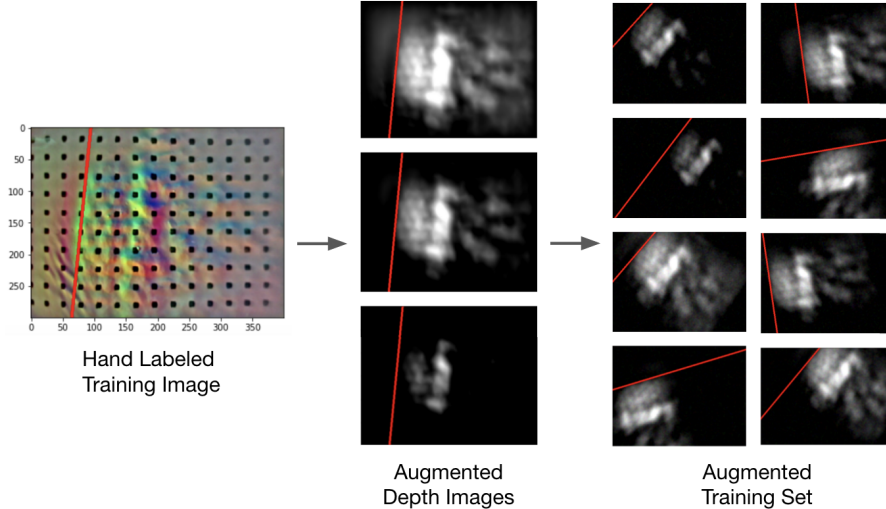 0
50
100
150
200
250
0 50 100 150 200 250 300 350
Hand Labeled
Training Image
Augmented
Depth Images
Augmented
Training Set